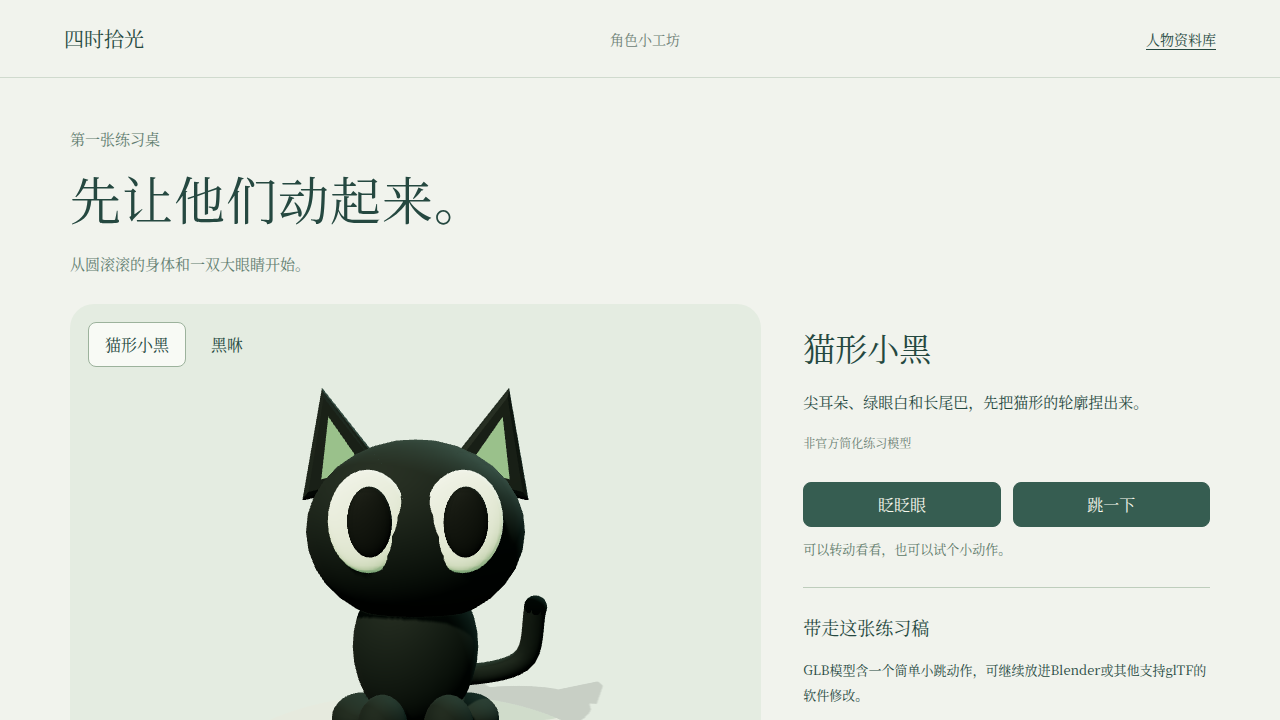 四时拾光
角色小工坊
人物资料库
第一张练习桌
先让他们动起来。
从圆滚滚的身体和一双大眼睛开始。
猫形小黑
黑咻
猫形小黑
尖耳朵、绿眼白和长尾巴，先把猫形的轮廓捏出来。
非官方简化练习模型
眨眨眼
跳一下
可以转动看看，也可以试个小动作。
带走这张练习稿
GLB模型含一个简单小跳动作，可继续放进Blender或其他支持glTF的
软件修改。